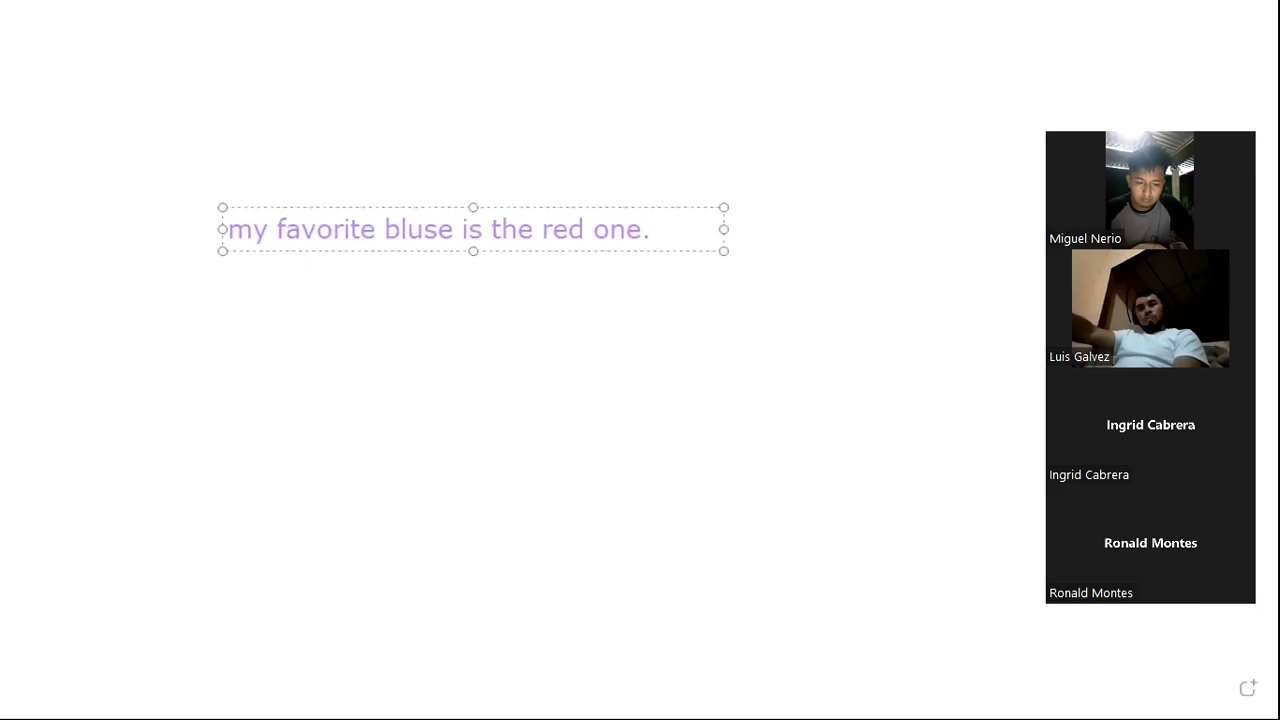 my favorite bluse is the red one.
Miguel Nerio
Luis Galvez
Ingrid Cabrera
Ingrid Cabrera
Ronald Montes
Ronald Montes